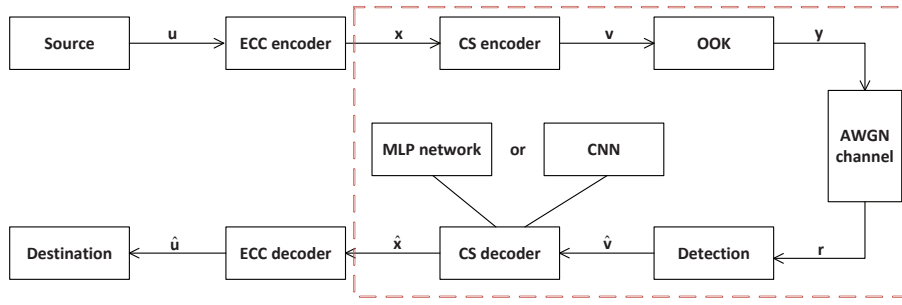 Source
u
ECC encoder
x
CS encoder
v
OOK
y
AWGN
channel
MLP network
or
CNN
Destination
û
ECC decoder
x̂
CS decoder
v̂
Detection
r